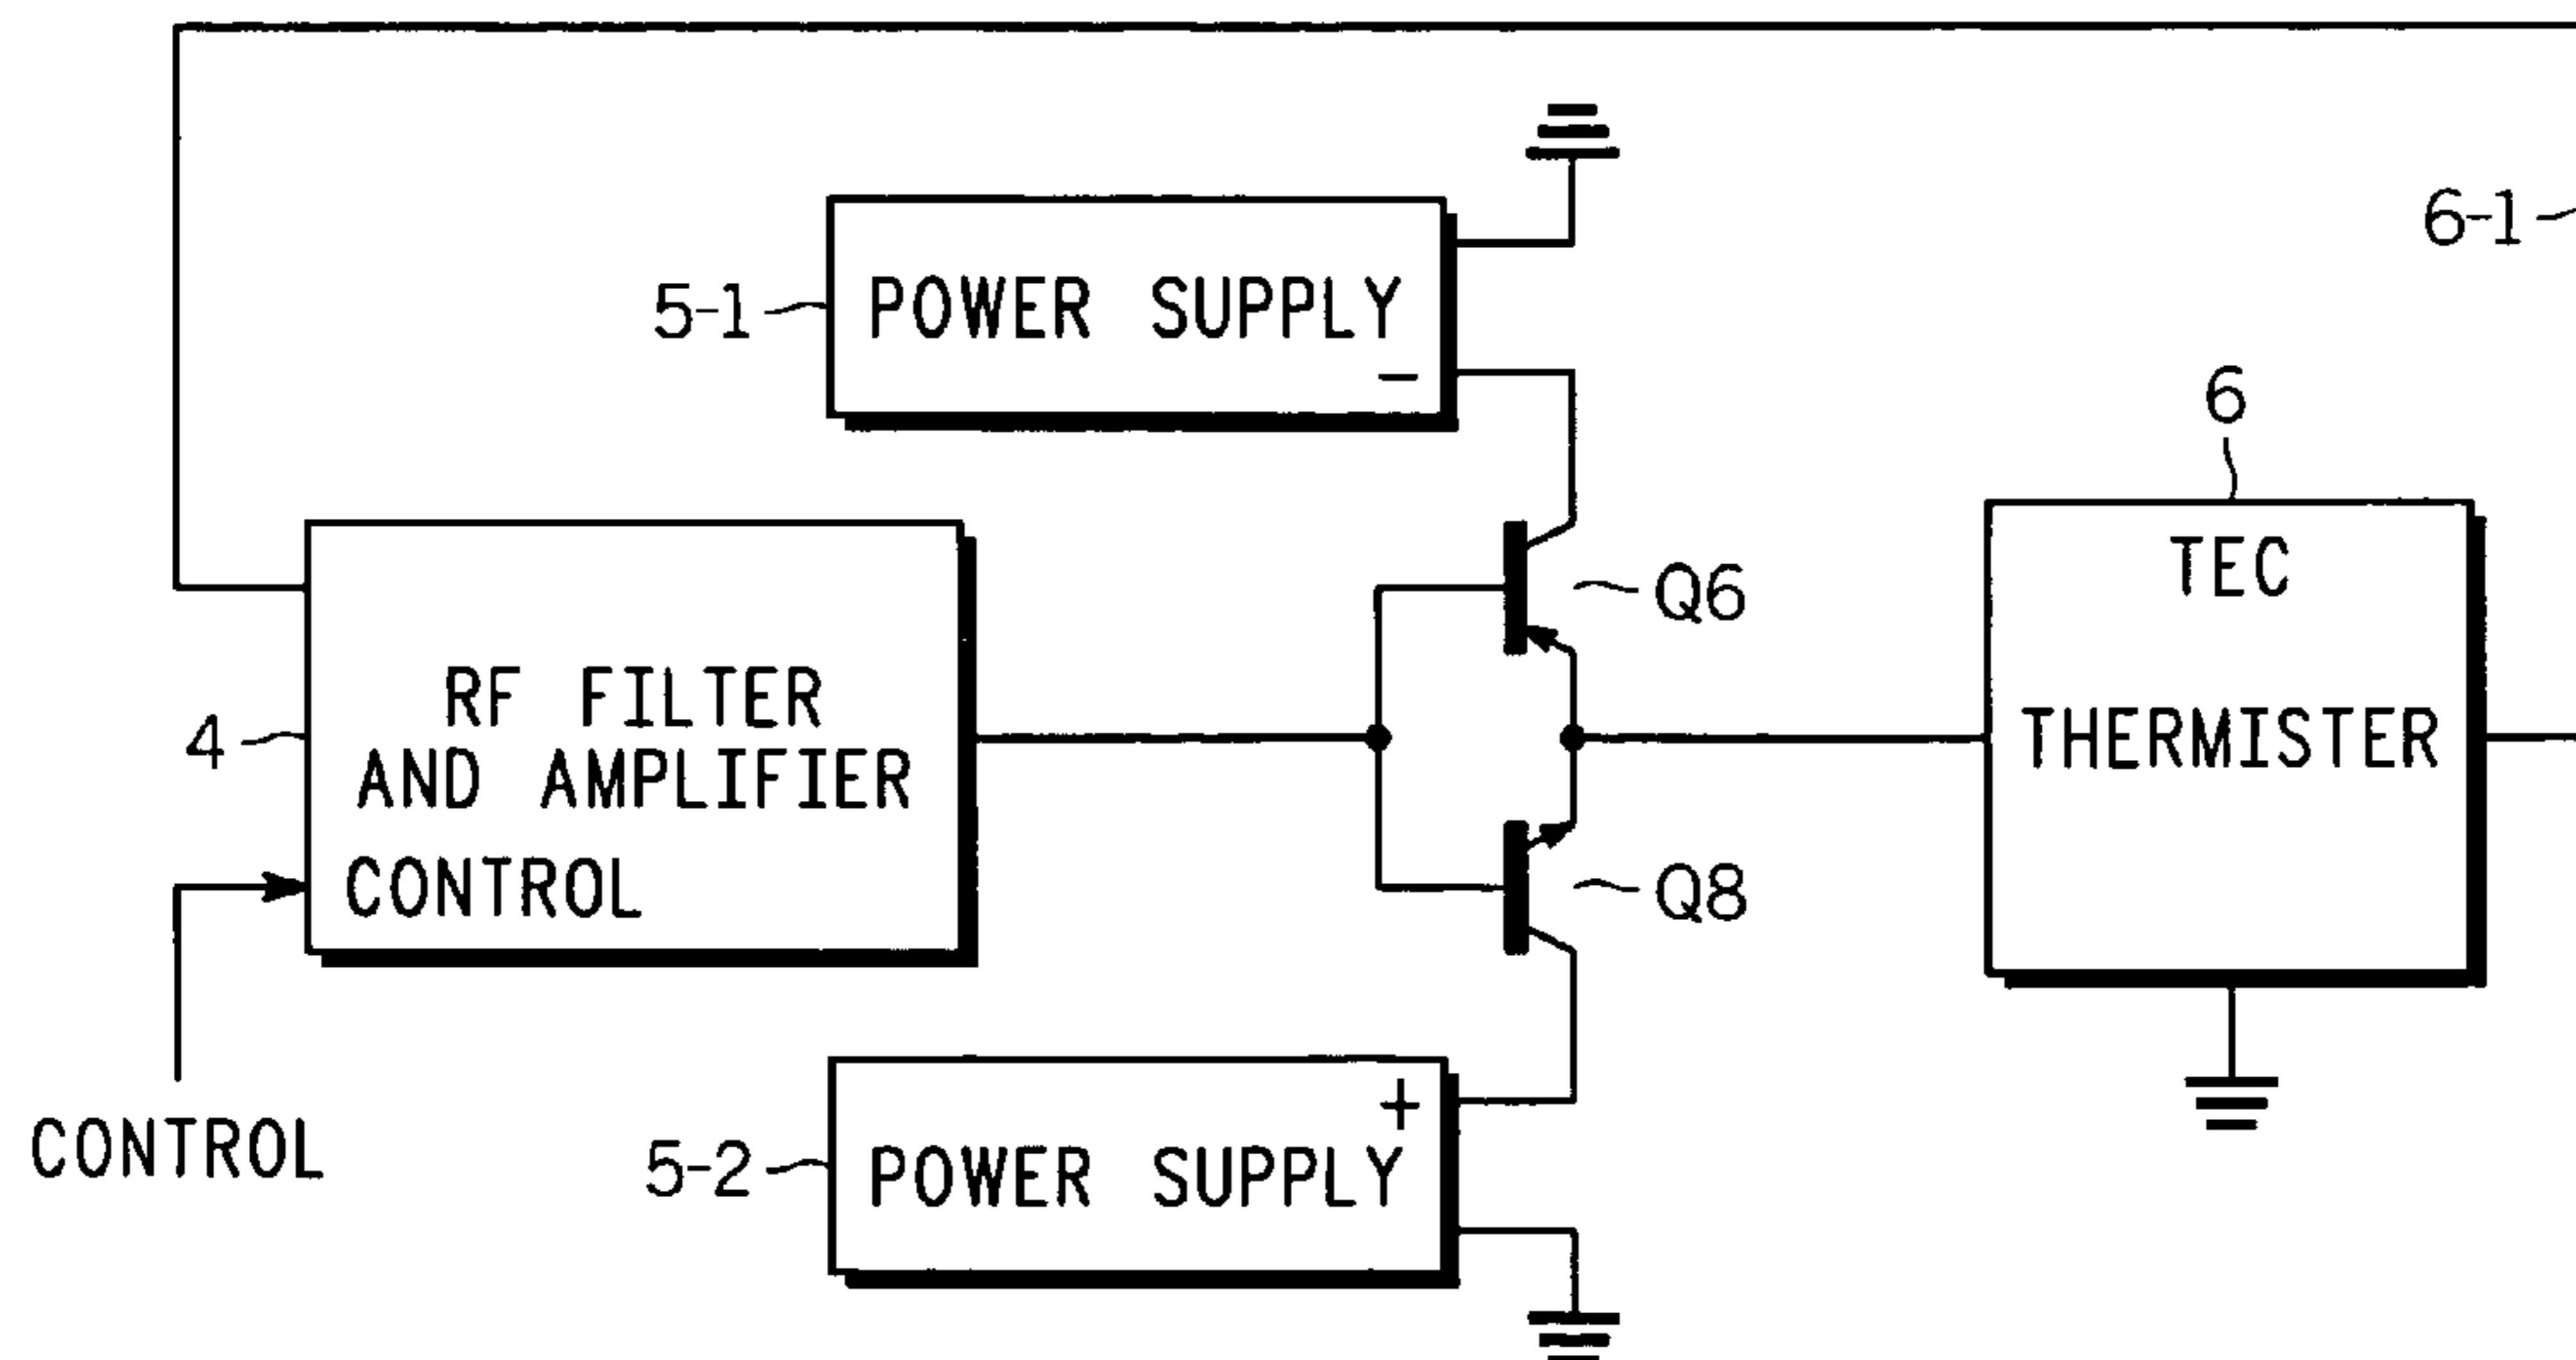 6-1
5-1
POWER SUPPLY
-
6
TEC
THERMISTER
Q6
4
RF FILTER
AND AMPLIFIER
CONTROL
Q8
CONTROL
5-2
+
POWER SUPPLY